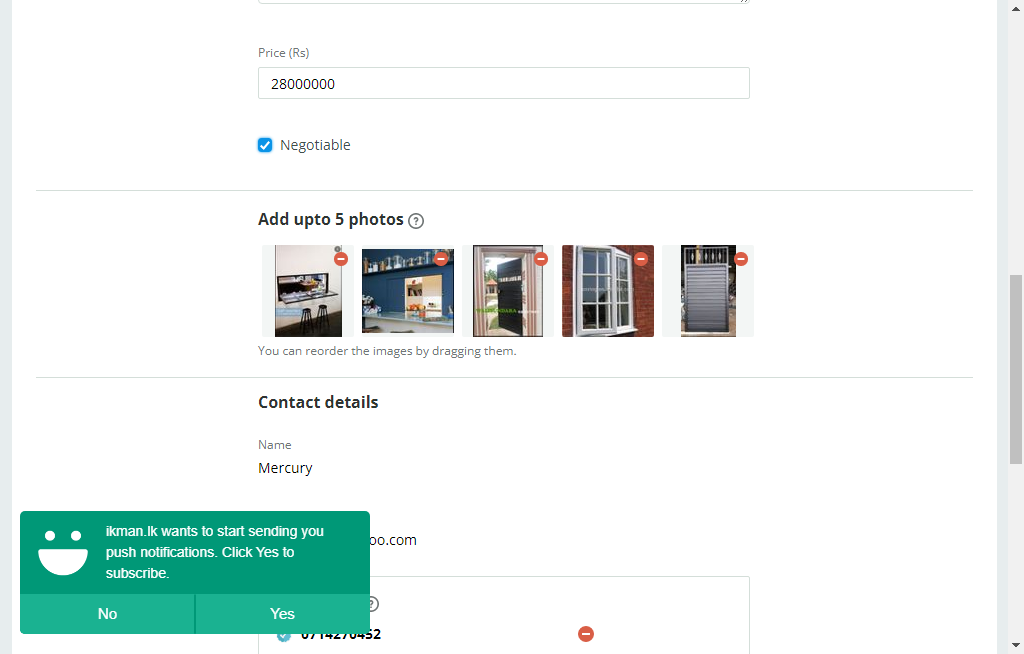 Price (Rs)
28000000
Negotiable
Add upto 5 photos ?
You can reorder the images by dragging them.
Contact details
Name
Mercury
oo.com
ikman.lk wants to start sending you
push notifications. Click Yes to
subscribe.
No
Yes
?
0714270452